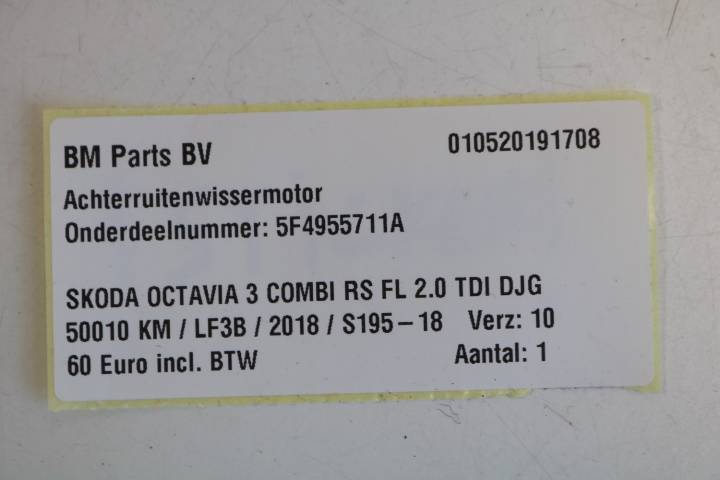 BM Parts BV 010520191708
Achterruitenwissermotor
Onderdeelnummer: 5F4955711A
SKODA OCTAVIA 3 COMBI RS FL 2.0 TDI DJG
50010 KM / LF3B / 2018 / S195-18 Verz: 10
60 Euro incl. BTW Aantal: 1